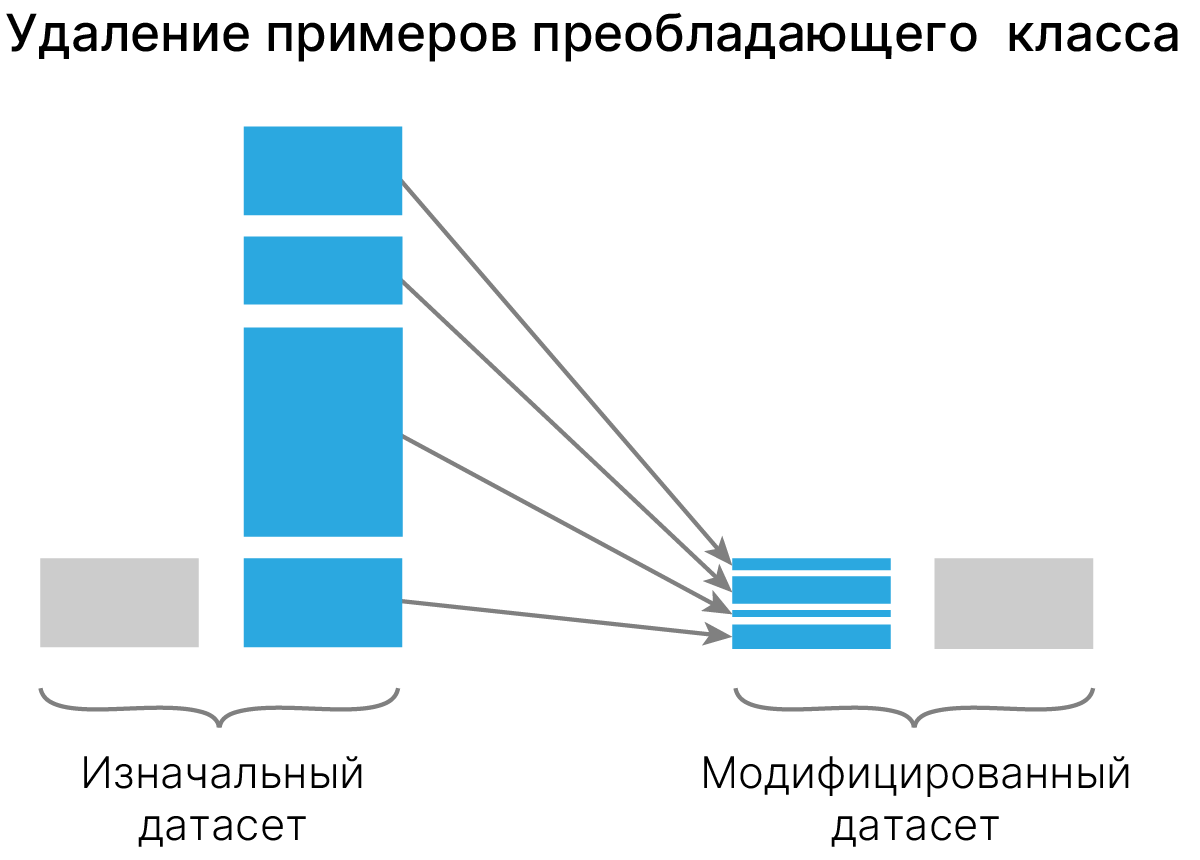 Удаление примеров преобладающего класса
Изначальный
датасет
Модифицированный
датасет